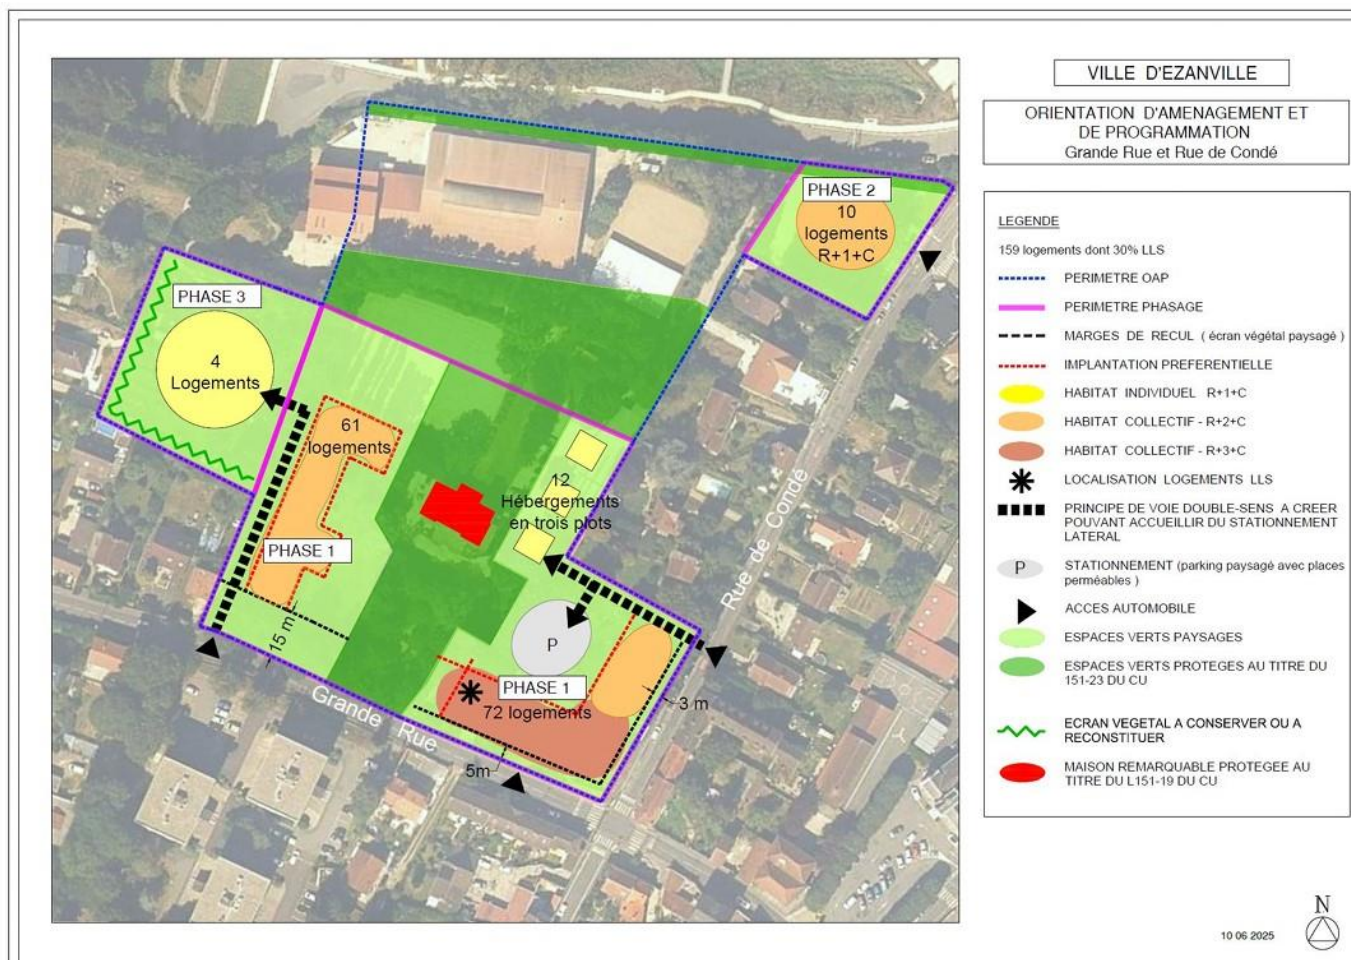 VILLE D'EZANVILLE
ORIENTATION D'AMENAGEMENT ET
DE PROGRAMMATION
Grande Rue et Rue de Condé
LEGENDE
159 logements dont 30% LLS
PERIMETRE OAP
PERIMETRE PHASAGE
MARGES DE RECUL ( écran végétal paysagé )
IMPLANTATION PREFERENTIELLE
HABITAT INDIVIDUEL R+1+C
HABITAT COLLECTIF - R+2+C
HABITAT COLLECTIF - R+3+C
LOCALISATION LOGEMENTS LLS
PRINCIPE DE VOIE DOUBLE-SENS A CREER
POUVANT ACCUEILLIR DU STATIONNEMENT
LATERAL
P
STATIONNEMENT (parking paysagé avec places
perméables )
ACCES AUTOMOBILE
ESPACES VERTS PAYSAGES
ESPACES VERTS PROTEGES AU TITRE DU
151-23 DU CU
ECRAN VEGETAL A CONSERVER OU A
RECONSTITUER
MAISON REMARQUABLE PROTEGEE AU
TITRE DU L151-19 DU CU
N
10 06 2025
PHASE 2
10
logements
R+1+C
PHASE 3
4
Logements
61
logements
12
Hébergements
en trois plots
PHASE 1
15 m
P
PHASE 1
72 logements
3 m
5m
Grande Rue
Rue de Condé